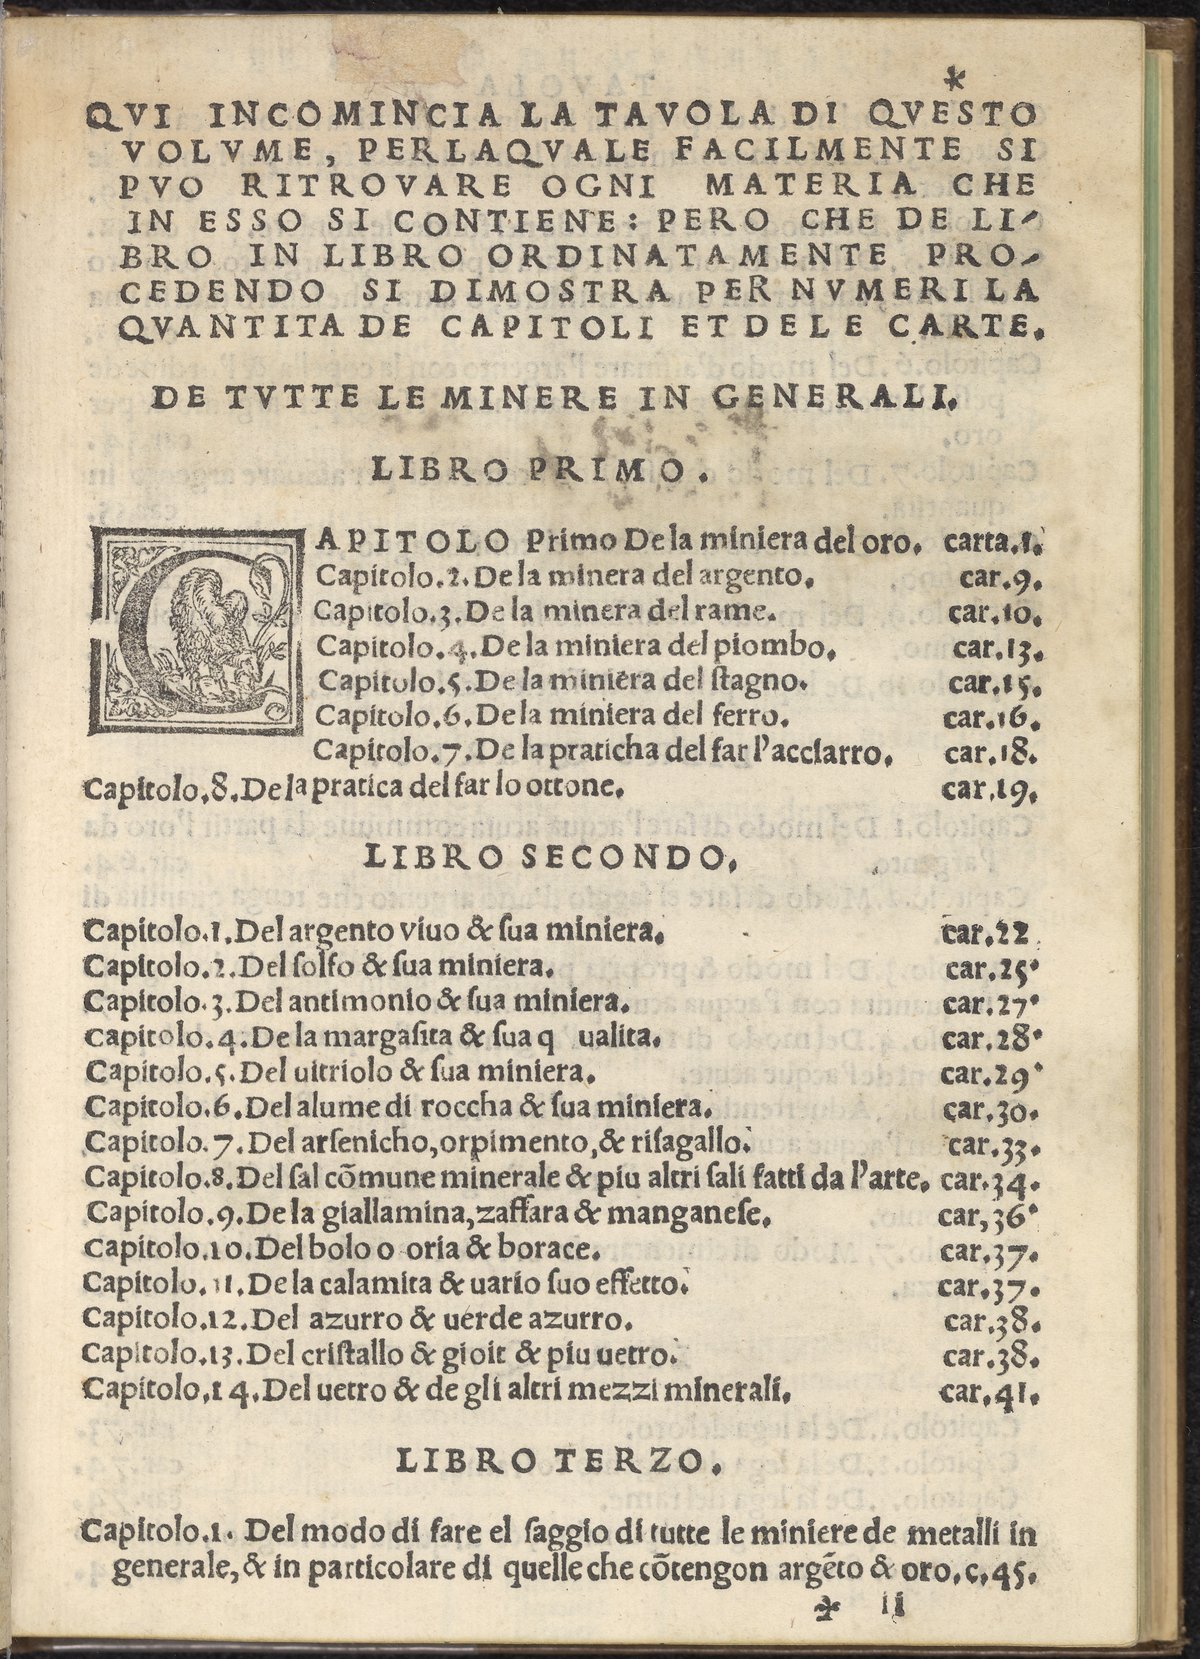 QVI INCOMINCIA LA TAVOLA DI QVESTO
VOLVME, PERLAQVALE FACILMENTE SI
PVO RITROVARE OGNI MATERIA CHE
IN ESSO SI CONTIENE: PERO CHE DE LI-
BRO IN LIBRO ORDINATAMENTE PRO-
CEDENDO SI DIMOSTRA PER NVMERI LA
QVANTITA DE CAPITOLI ET DELE CARTE.
DE TVTTE LE MINERE IN GENERALI.
LIBRO PRIMO.
CAPITOLO Primo De la miniera del oro. carta.1.
Capitolo.2. De la minera del argento. car.9.
Capitolo.3. De la minera del rame. car.10.
Capitolo.4. De la miniera del piombo. car.13.
Capitolo.5. De la miniera del ſtagno. car.15.
Capitolo.6. De la miniera del ferro. car.16.
Capitolo.7. De la praticha del far l'acciarro. car.18.
Capitolo.8. De la pratica del far lo ottone. car.19.
LIBRO SECONDO.
Capitolo.1. Del argento viuo & ſua miniera. car.22
Capitolo.2. Del ſolfo & ſua miniera. car.25.
Capitolo.3. Del antimonio & ſua miniera. car.27.
Capitolo.4. De la margaſita & ſua q ualita. car.28.
Capitolo.5. Del uitriolo & ſua miniera. car.29.
Capitolo.6. Del alume di roccha & ſua miniera. car.30.
Capitolo.7. Del arſenicho, orpimento, & riſagallo. car.33.
Capitolo.8. Del ſal cõmune minerale & piu altri ſali fatti da l'arte. car.34.
Capitolo.9. De la giallamina, zaffara & manganeſe. car,36.
Capitolo.10. Del bolo o oria & borace. car.37.
Capitolo.11. De la calamita & uario ſuo effetto. car.37.
Capitolo.12. Del azurro & uerde azurro. car.38.
Capitolo.13. Del criſtallo & gioie & piu uetro. car.38.
Capitolo.14. Del uetro & de gli altri mezzi minerali. car.41.
LIBRO TERZO.
Capitolo.1. Del modo di fare el ſaggio di tutte le miniere de metalli in
generale, & in particolare di quelle che cõtengon argẽto & oro. c.45.
✠ ii